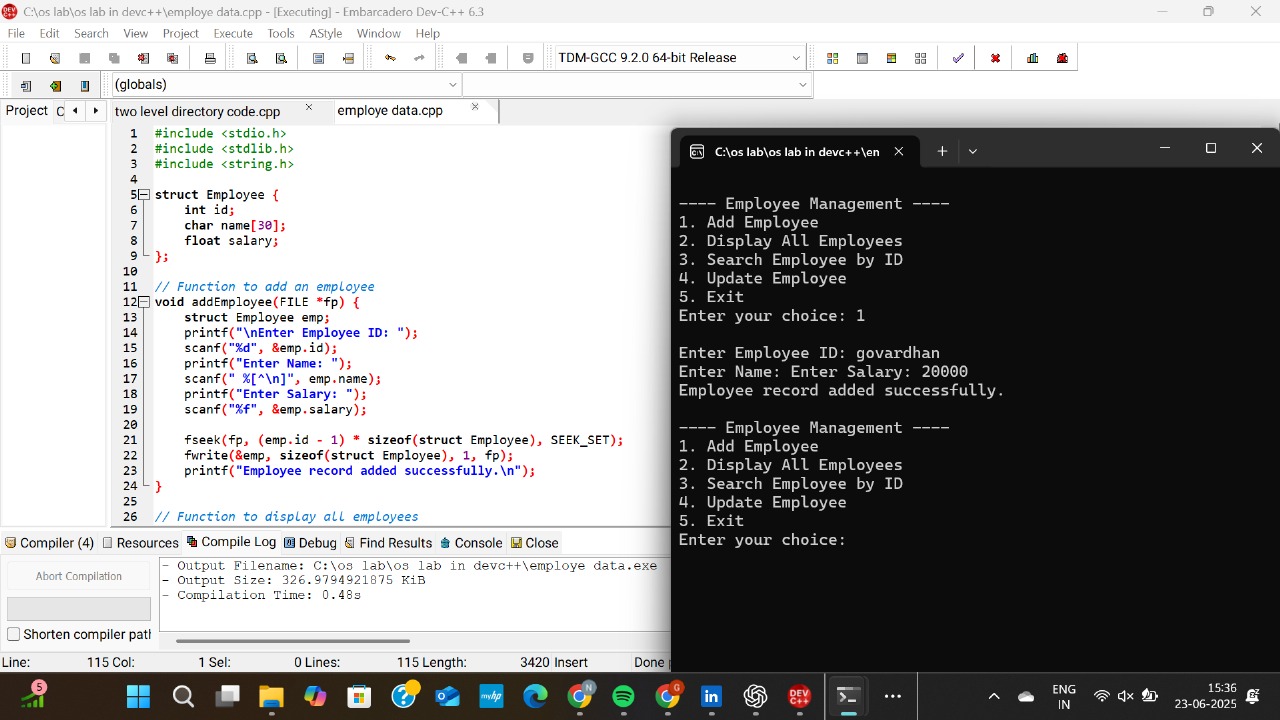 C:\os lab\os lab in devc++\employe data.cpp - [Executing] - Embarcadero Dev-C++ 6.3
File Edit Search View Project Execute Tools AStyle Window Help
TDM-GCC 9.2.0 64-bit Release
(globals)
Project C two level directory code.cpp employe data.cpp
1 #include <stdio.h>
2 #include <stdlib.h>
3 #include <string.h>
4
5 struct Employee {
6 int id;
7 char name[30];
8 float salary;
9 };
10
11 // Function to add an employee
12 void addEmployee(FILE *fp) {
13 struct Employee emp;
14 printf("\nEnter Employee ID: ");
15 scanf("%d", &emp.id);
16 printf("Enter Name: ");
17 scanf(" %[^\n]", emp.name);
18 printf("Enter Salary: ");
19 scanf("%f", &emp.salary);
20
21 fseek(fp, (emp.id - 1) * sizeof(struct Employee), SEEK_SET);
22 fwrite(&emp, sizeof(struct Employee), 1, fp);
23 printf("Employee record added successfully.\n");
24 }
25
26 // Function to display all employees
C:\os lab\os lab in devc++\en
---- Employee Management ----
1. Add Employee
2. Display All Employees
3. Search Employee by ID
4. Update Employee
5. Exit
Enter your choice: 1
Enter Employee ID: govardhan
Enter Name: Enter Salary: 20000
Employee record added successfully.
---- Employee Management ----
1. Add Employee
2. Display All Employees
3. Search Employee by ID
4. Update Employee
5. Exit
Enter your choice:
Compiler (4) Resources Compile Log Debug Find Results Console Close
Abort Compilation
Shorten compiler path
- Output Filename: C:\os lab\os lab in devc++\employe data.exe
- Output Size: 326.9794921875 KiB
- Compilation Time: 0.48s
Line: 115 Col: 1 Sel: 0 Lines: 115 Length: 3420 Insert Done
5
myhp
N
G
in
DEV C++
ENG
IN
15:36
23-06-2025